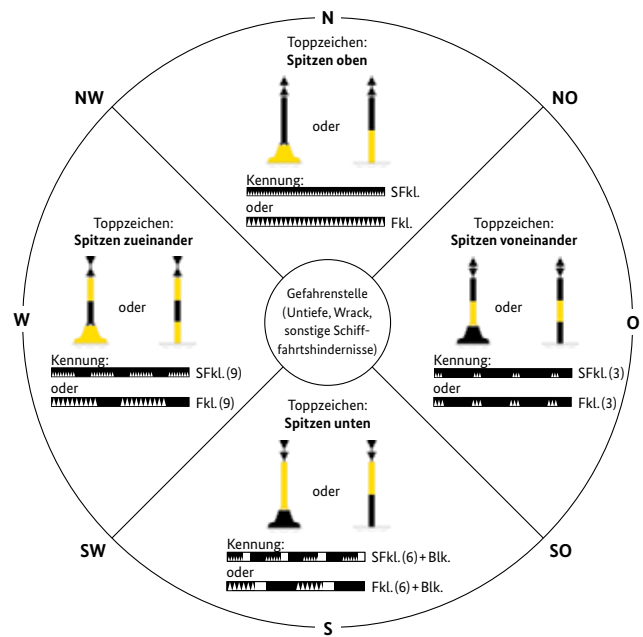 N
Toppzeichen:
Spitzen oben
NW
NO
oder
Kennung:
SFkl.
oder
Fkl.
Toppzeichen:
Spitzen zueinander
Toppzeichen:
Spitzen voneinander
W
oder
Gefahrenstelle
(Untiefe, Wrack,
sonstige Schiff-
fahrtshindernisse)
oder
O
Kennung:
SFkl. (9)
oder
Fkl. (9)
Kennung:
SFkl. (3)
oder
Fkl. (3)
Toppzeichen:
Spitzen unten
oder
SW
SO
Kennung:
SFkl. (6) + Blk.
oder
Fkl. (6) + Blk.
S